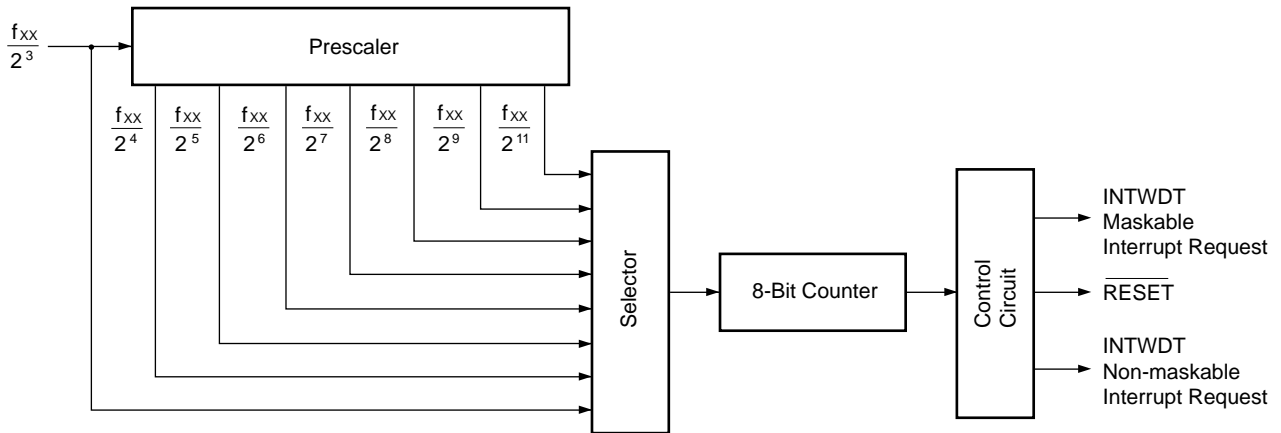 fXX
2³
Prescaler
fXX
2⁴
fXX
2⁵
fXX
2⁶
fXX
2⁷
fXX
2⁸
fXX
2⁹
fXX
2¹¹
Selector
8-Bit Counter
Control
Circuit
INTWDT
Maskable
Interrupt Request
RESET
INTWDT
Non-maskable
Interrupt Request